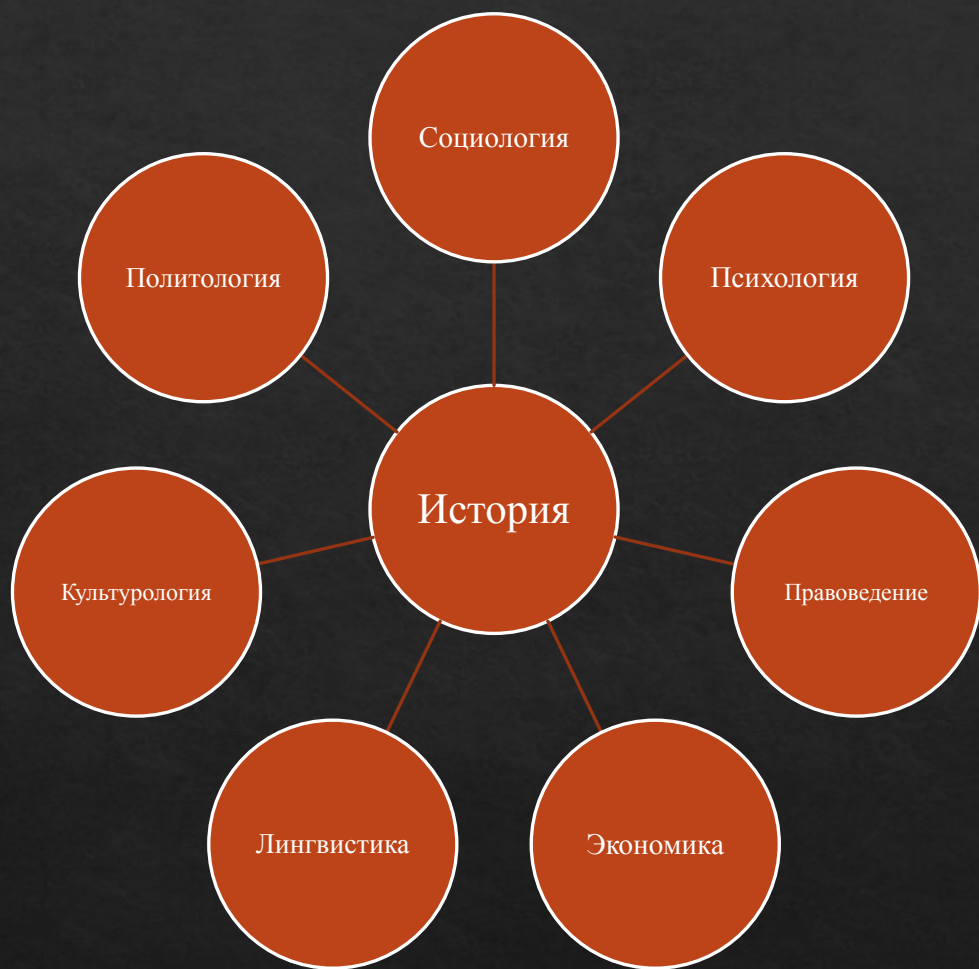 Социология
Политология
Психология
История
Культурология
Правоведение
Лингвистика
Экономика